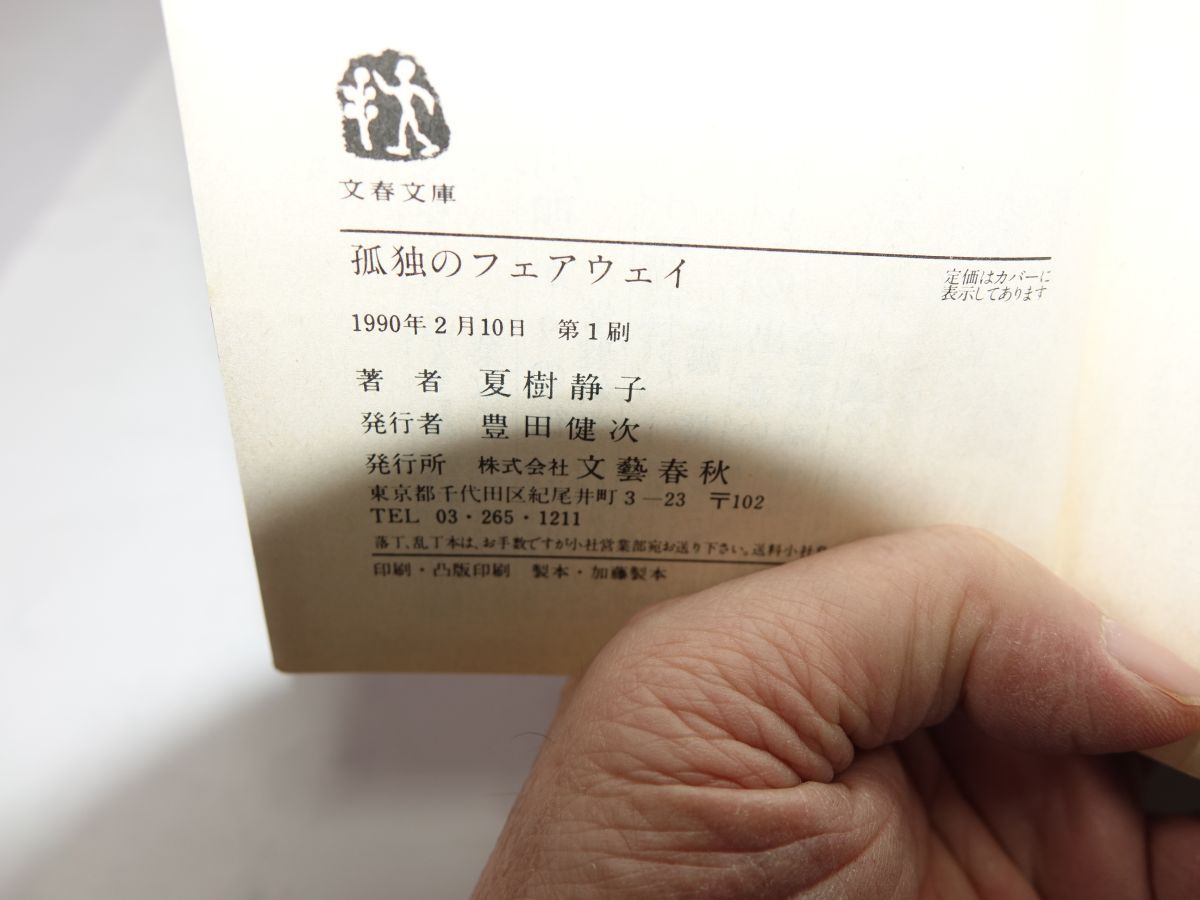 文春文庫
孤独のフェアウェイ
定価はカバーに
表示してあります
1990年2月10日 第1刷
著 者 夏樹静子
発行者 豊田健次
発行所 株式会社 文藝春秋
東京都千代田区紀尾井町3—23 〒102
TEL 03・265・1211
落丁、乱丁本は、お手数ですが小社営業部宛お送り下さい。送料小社
印刷・凸版印刷 製本・加藤製本